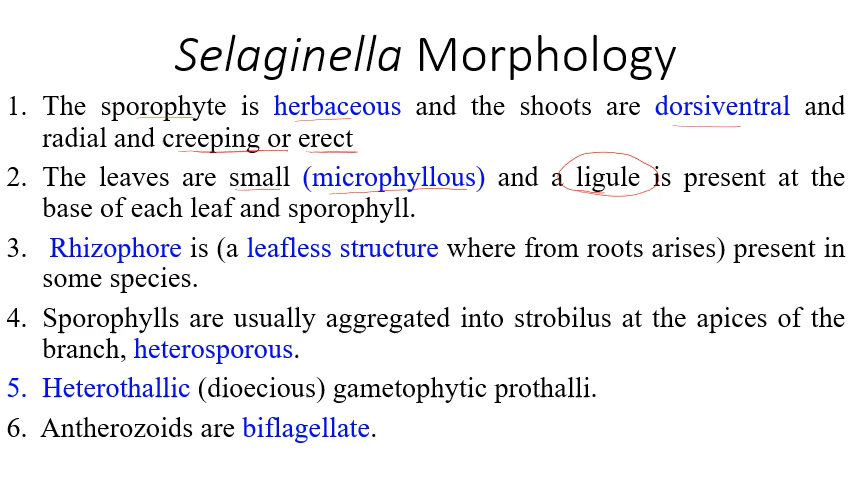 Selaginella Morphology
1. The sporophyte is herbaceous and the shoots are dorsiventral and
radial and creeping or erect
2. The leaves are small (microphyllous) and a ligule is present at the
base of each leaf and sporophyll.
3. Rhizophore is (a leafless structure where from roots arises) present in
some species.
4. Sporophylls are usually aggregated into strobilus at the apices of the
branch, heterosporous.
5. Heterothallic (dioecious) gametophytic prothalli.
6. Antherozoids are biflagellate.